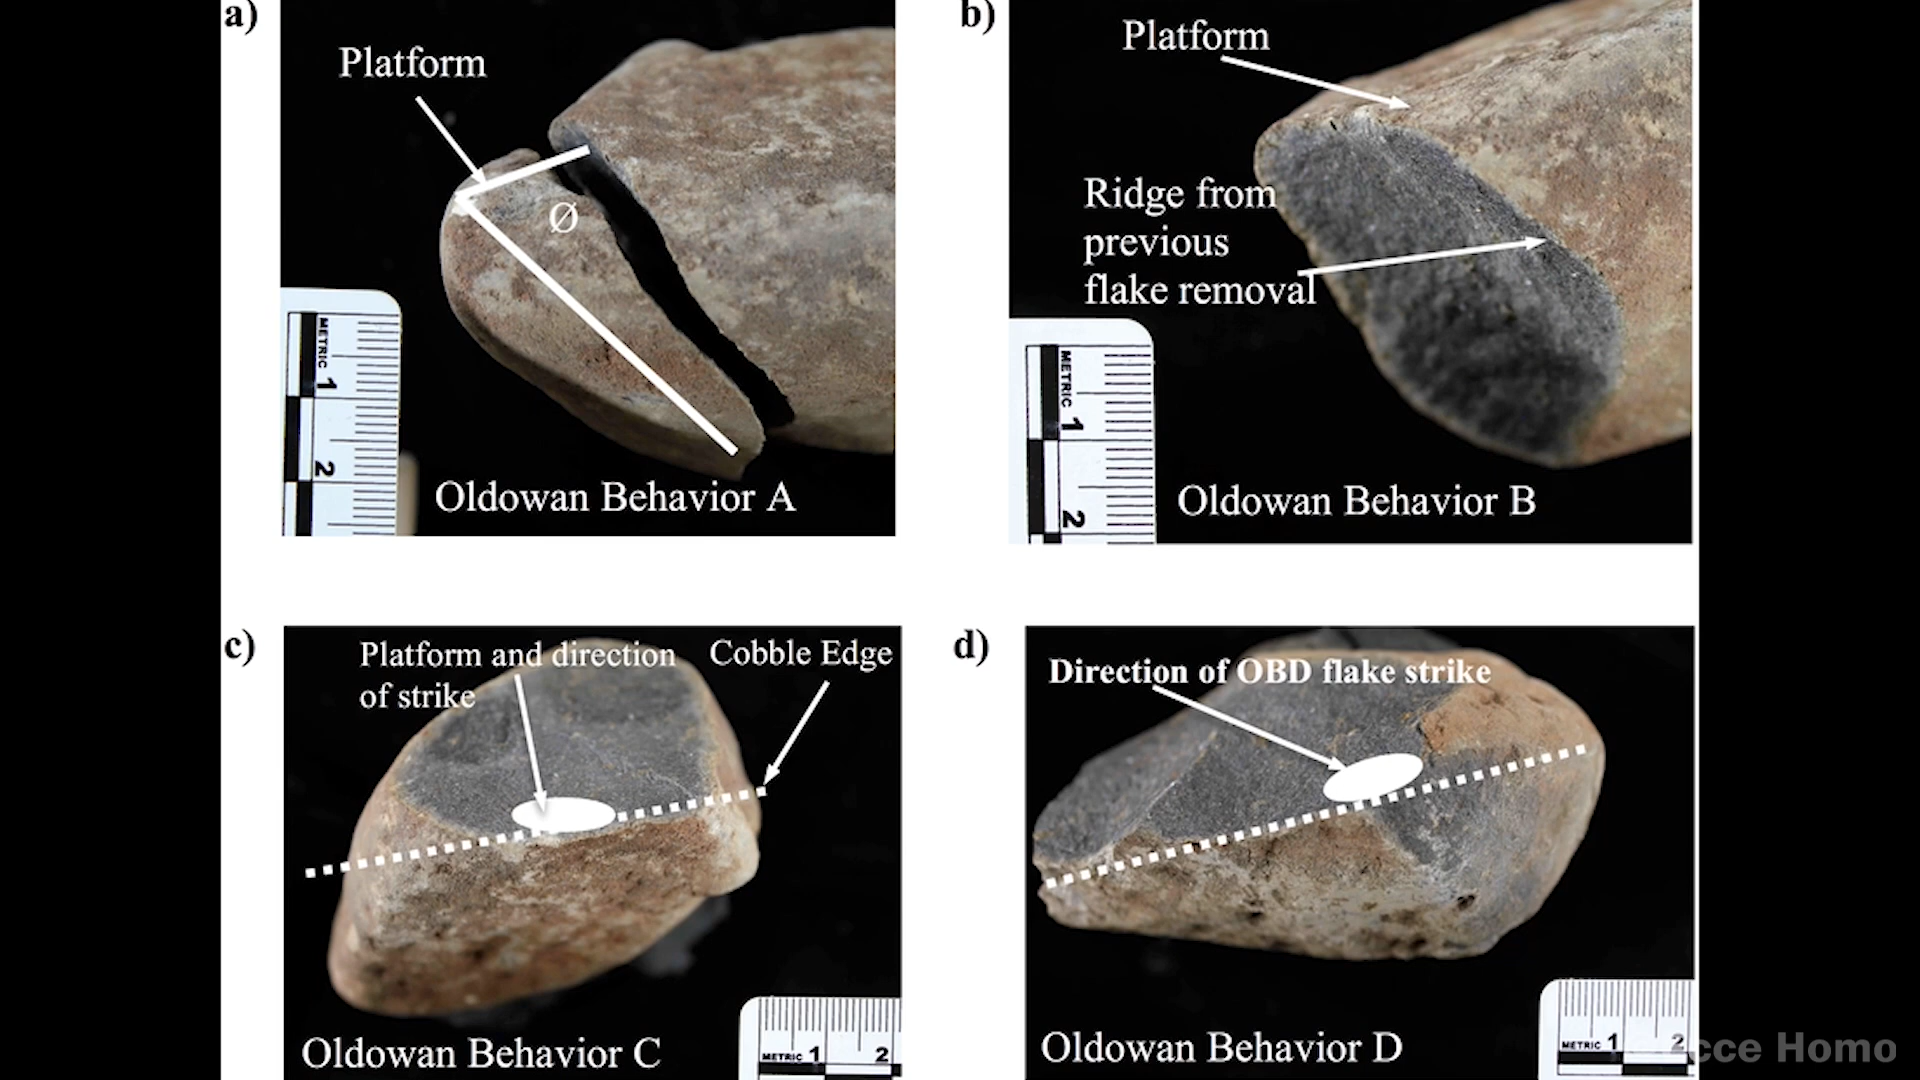 a)
Platform
Ø
METRIC 1
2
Oldowan Behavior A
b)
Platform
Ridge from
previous
flake removal
METRIC 1
2
Oldowan Behavior B
c)
Platform and direction
of strike
Cobble Edge
METRIC 1 2
Oldowan Behavior C
d)
Direction of OBD flake strike
METRIC 1 2
Oldowan Behavior D
Homo